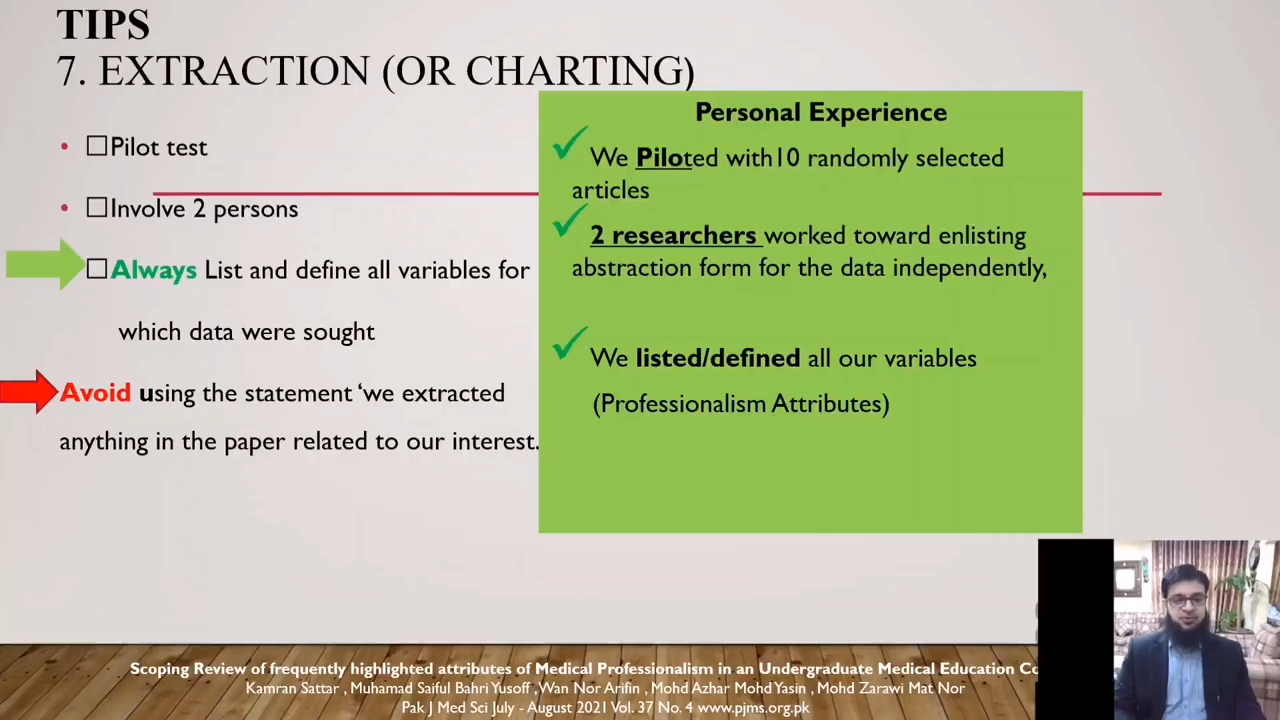 TIPS
7. EXTRACTION (OR CHARTING)
• ☐Pilot test
• ☐Involve 2 persons
☐Always List and define all variables for
which data were sought
Avoid using the statement ‘we extracted
anything in the paper related to our interest.
Personal Experience
✓ We Piloted with10 randomly selected
articles
✓ 2 researchers worked toward enlisting
abstraction form for the data independently,
✓ We listed/defined all our variables
(Professionalism Attributes)
Scoping Review of frequently highlighted attributes of Medical Professionalism in an Undergraduate Medical Education Co
Kamran Sattar , Muhamad Saiful Bahri Yusoff , Wan Nor Arifin , Mohd Azhar Mohd Yasin , Mohd Zarawi Mat Nor
Pak J Med Sci July - August 2021 Vol. 37 No. 4 www.pjms.org.pk